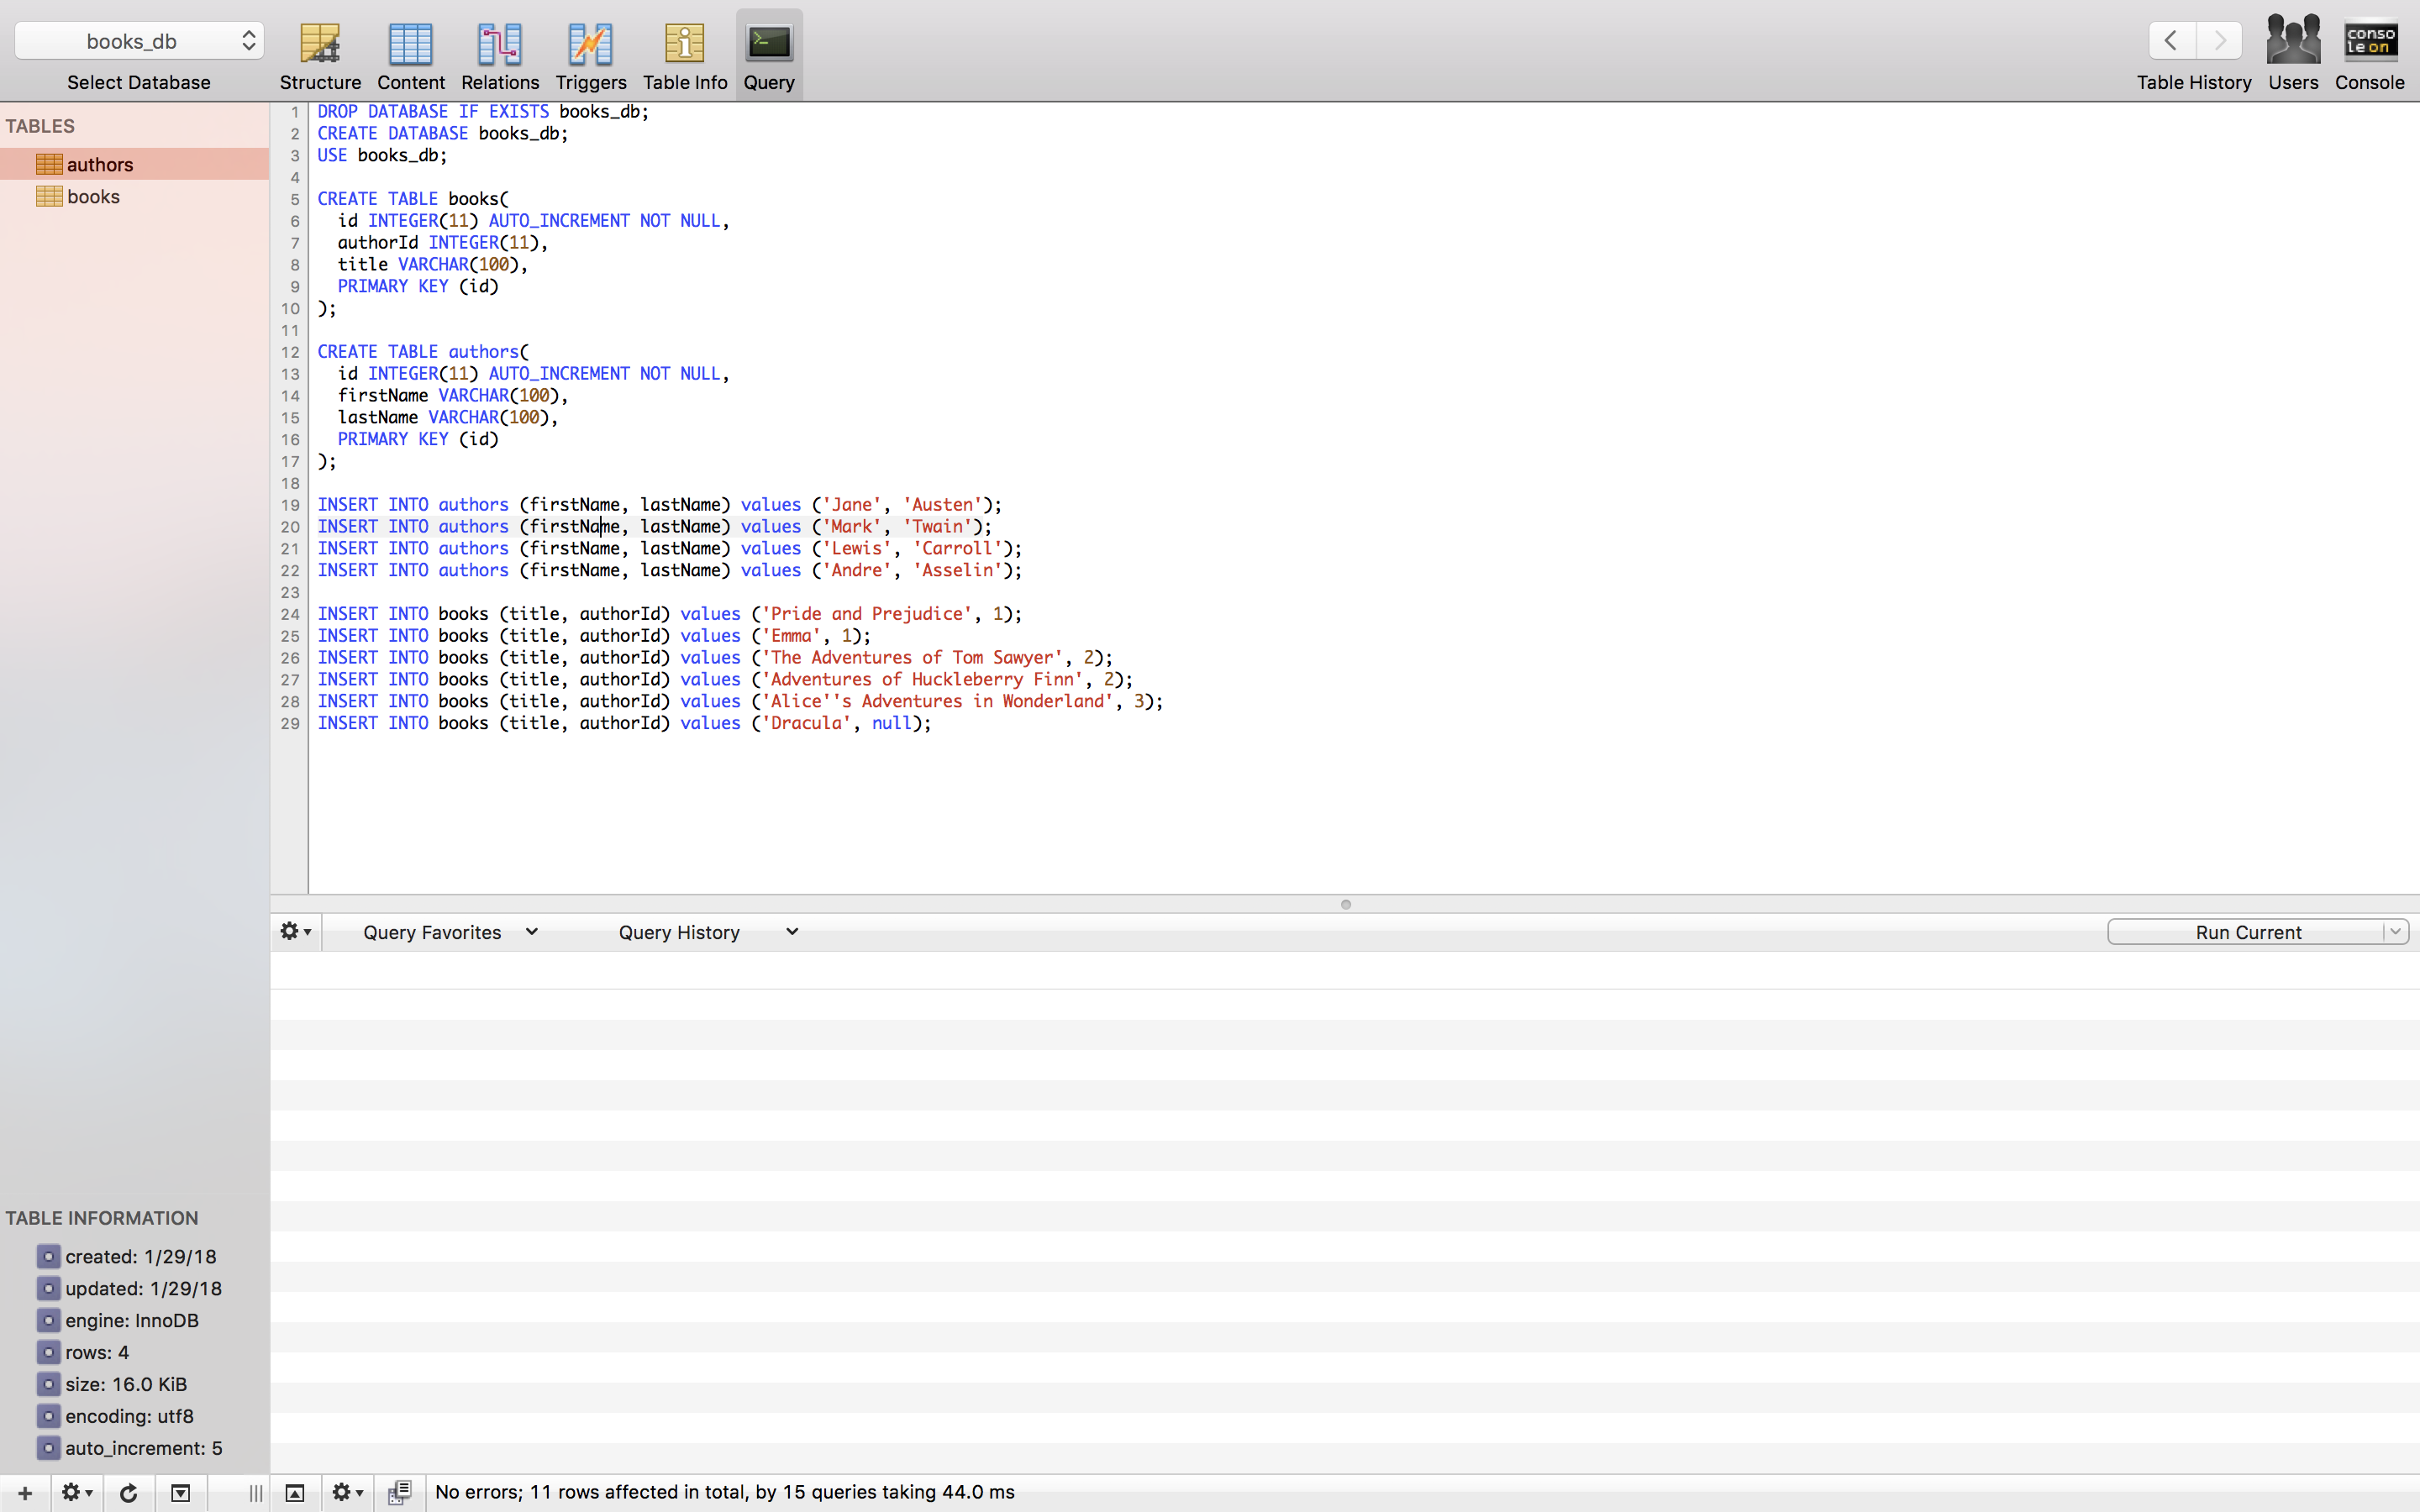 books_db
Select Database
Structure
Content
Relations
Triggers
Table Info
Query
Table History
Users
conso
le on
Console
TABLES
authors
books
1 DROP DATABASE IF EXISTS books_db;
2 CREATE DATABASE books_db;
3 USE books_db;
4
5 CREATE TABLE books(
6 id INTEGER(11) AUTO_INCREMENT NOT NULL,
7 authorId INTEGER(11),
8 title VARCHAR(100),
9 PRIMARY KEY (id)
10 );
11
12 CREATE TABLE authors(
13 id INTEGER(11) AUTO_INCREMENT NOT NULL,
14 firstName VARCHAR(100),
15 lastName VARCHAR(100),
16 PRIMARY KEY (id)
17 );
18
19 INSERT INTO authors (firstName, lastName) values ('Jane', 'Austen');
20 INSERT INTO authors (firstName, lastName) values ('Mark', 'Twain');
21 INSERT INTO authors (firstName, lastName) values ('Lewis', 'Carroll');
22 INSERT INTO authors (firstName, lastName) values ('Andre', 'Asselin');
23
24 INSERT INTO books (title, authorId) values ('Pride and Prejudice', 1);
25 INSERT INTO books (title, authorId) values ('Emma', 1);
26 INSERT INTO books (title, authorId) values ('The Adventures of Tom Sawyer', 2);
27 INSERT INTO books (title, authorId) values ('Adventures of Huckleberry Finn', 2);
28 INSERT INTO books (title, authorId) values ('Alice''s Adventures in Wonderland', 3);
29 INSERT INTO books (title, authorId) values ('Dracula', null);
Query Favorites
Query History
Run Current
TABLE INFORMATION
created: 1/29/18
updated: 1/29/18
engine: InnoDB
rows: 4
size: 16.0 KiB
encoding: utf8
auto_increment: 5
No errors; 11 rows affected in total, by 15 queries taking 44.0 ms